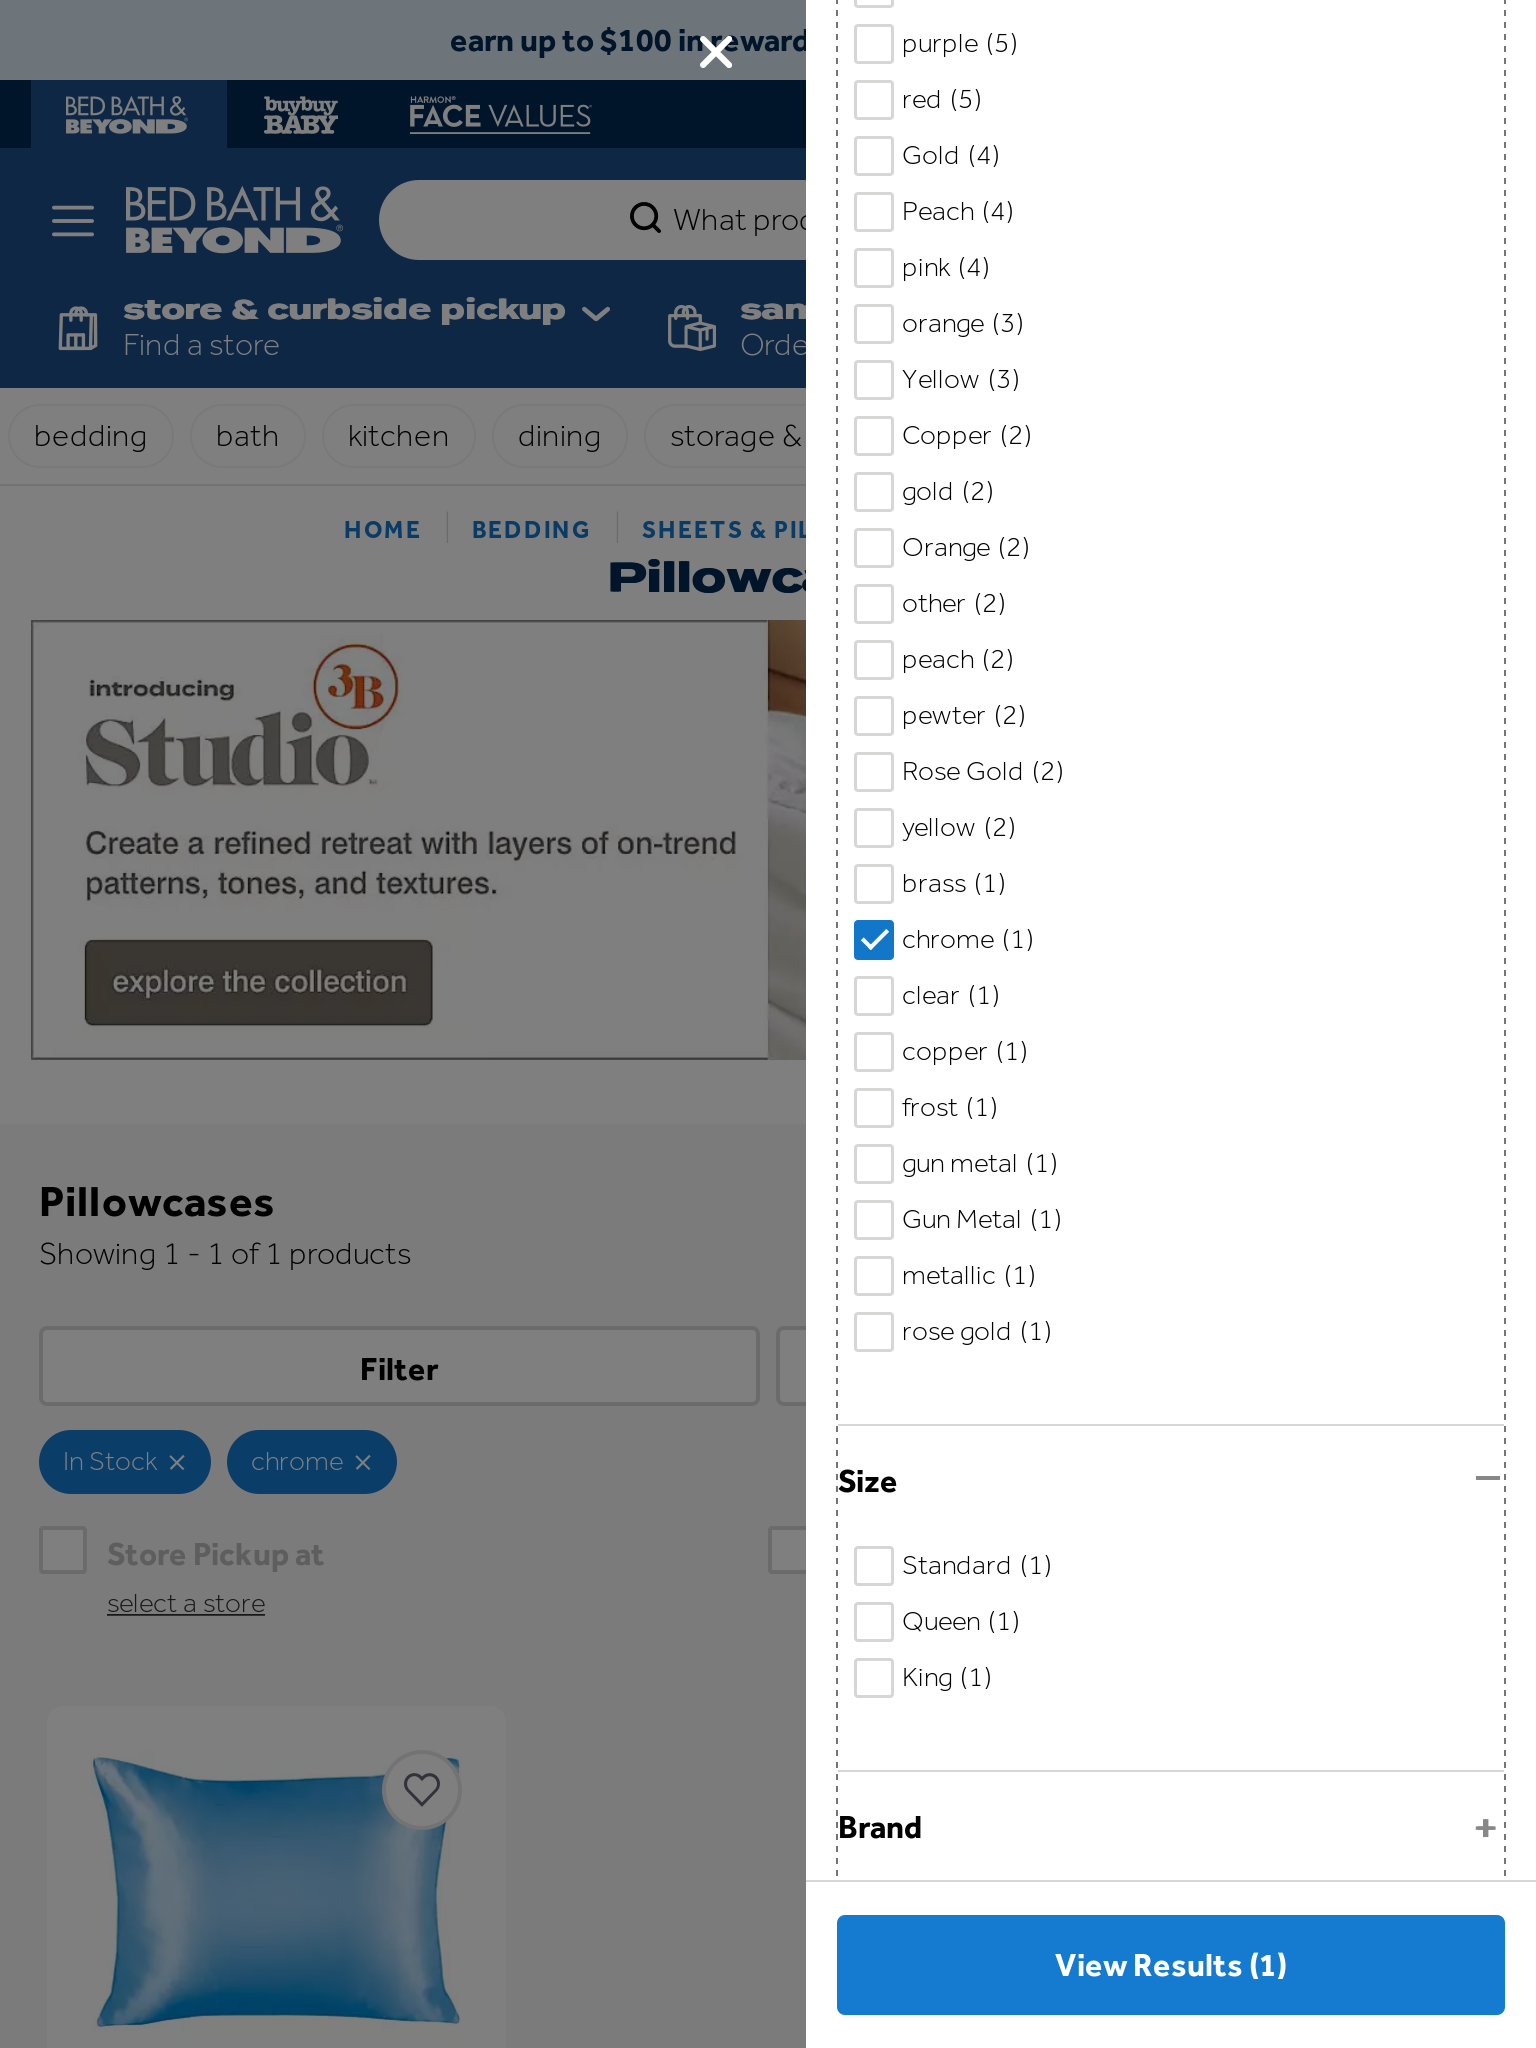 earn up to $100 in reward
BED BATH &
BEYOND
buybuy
BABY
HARMON®
FACE VALUES
BED BATH &
BEYOND®
What proc
store & curbside pickup
Find a store
san
Orde
bedding
bath
kitchen
dining
storage &
HOME
BEDDING
SHEETS & PIL
Pillowca
introducing
3B
Studio
Create a refined retreat with layers of on-trend
patterns, tones, and textures.
explore the collection
Pillowcases
Showing 1 - 1 of 1 products
Filter
In Stock
chrome
Store Pickup at
select a store
purple (5)
red (5)
Gold (4)
Peach (4)
pink (4)
orange (3)
Yellow (3)
Copper (2)
gold (2)
Orange (2)
other (2)
peach (2)
pewter (2)
Rose Gold (2)
yellow (2)
brass (1)
chrome (1)
clear (1)
copper (1)
frost (1)
gun metal (1)
Gun Metal (1)
metallic (1)
rose gold (1)
Size
Standard (1)
Queen (1)
King (1)
Brand
View Results (1)